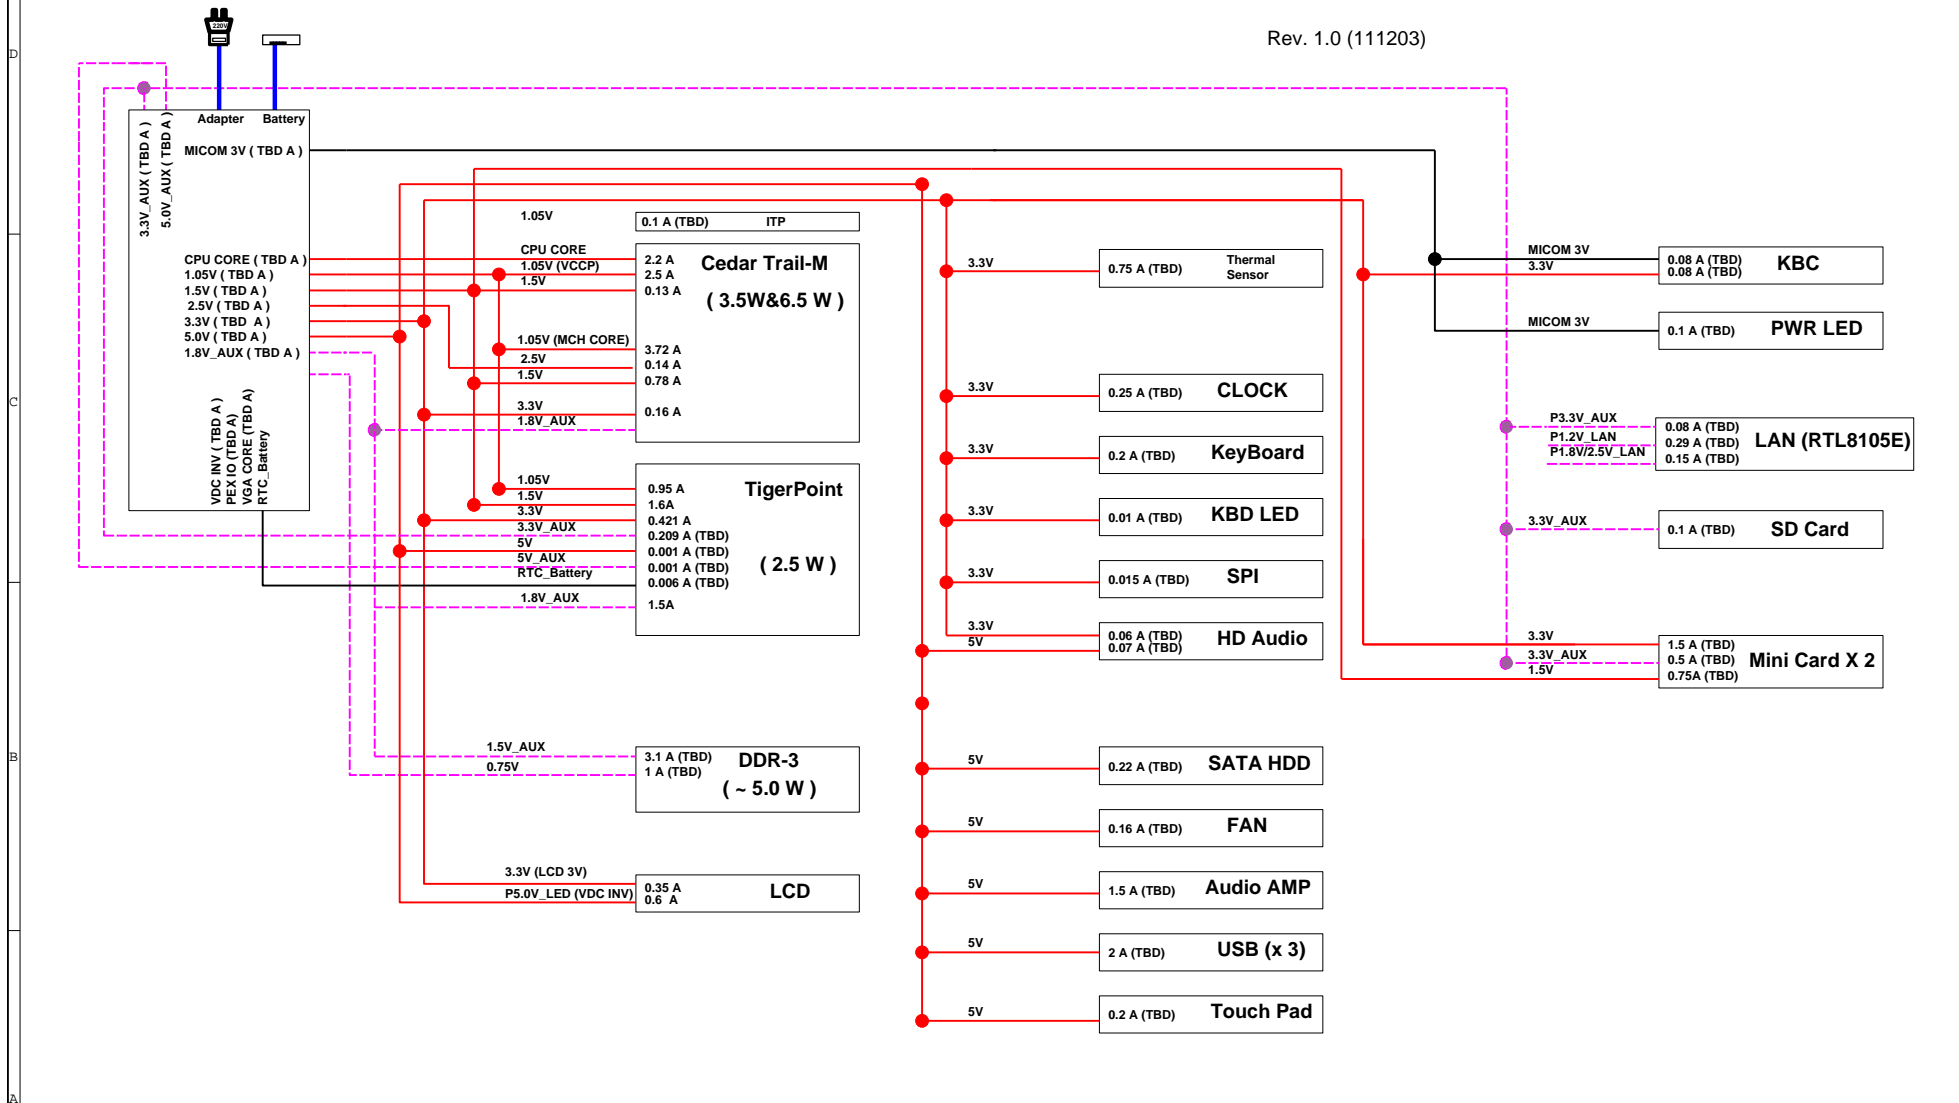 220V
Rev. 1.0 (111203)
D
C
B
A
Adapter
Battery
3.3V_AUX ( TBD A )
5.0V_AUX ( TBD A )
MICOM 3V ( TBD A )
CPU CORE ( TBD A )
1.05V ( TBD A )
1.5V ( TBD A )
2.5V ( TBD A )
3.3V ( TBD A )
5.0V ( TBD A )
1.8V_AUX ( TBD A )
VDC INV ( TBD A )
PEX IO (TBD A)
VGA CORE (TBD A)
RTC_Battery
1.05V
0.1 A (TBD)
ITP
CPU CORE
1.05V (VCCP)
1.5V
2.2 A
2.5 A
0.13 A
Cedar Trail-M
( 3.5W&6.5 W )
1.05V (MCH CORE)
2.5V
1.5V
3.72 A
0.14 A
0.78 A
3.3V
0.16 A
1.8V_AUX
1.05V
1.5V
3.3V
3.3V_AUX
5V
5V_AUX
RTC_Battery
1.8V_AUX
0.95 A
1.6A
0.421 A
0.209 A (TBD)
0.001 A (TBD)
0.001 A (TBD)
0.006 A (TBD)
1.5A
TigerPoint
( 2.5 W )
1.5V_AUX
0.75V
3.1 A (TBD)
1 A (TBD)
DDR-3
( ~ 5.0 W )
3.3V (LCD 3V)
P5.0V_LED (VDC INV)
0.35 A
0.6 A
LCD
3.3V
0.75 A (TBD)
Thermal
Sensor
3.3V
0.25 A (TBD)
CLOCK
3.3V
0.2 A (TBD)
KeyBoard
3.3V
0.01 A (TBD)
KBD LED
3.3V
0.015 A (TBD)
SPI
3.3V
5V
0.06 A (TBD)
0.07 A (TBD)
HD Audio
5V
0.22 A (TBD)
SATA HDD
5V
0.16 A (TBD)
FAN
5V
1.5 A (TBD)
Audio AMP
5V
2 A (TBD)
USB (x 3)
5V
0.2 A (TBD)
Touch Pad
MICOM 3V
3.3V
0.08 A (TBD)
0.08 A (TBD)
KBC
MICOM 3V
0.1 A (TBD)
PWR LED
P3.3V_AUX
P1.2V_LAN
P1.8V/2.5V_LAN
0.08 A (TBD)
0.29 A (TBD)
0.15 A (TBD)
LAN (RTL8105E)
3.3V_AUX
0.1 A (TBD)
SD Card
3.3V
3.3V_AUX
1.5V
1.5 A (TBD)
0.5 A (TBD)
0.75A (TBD)
Mini Card X 2